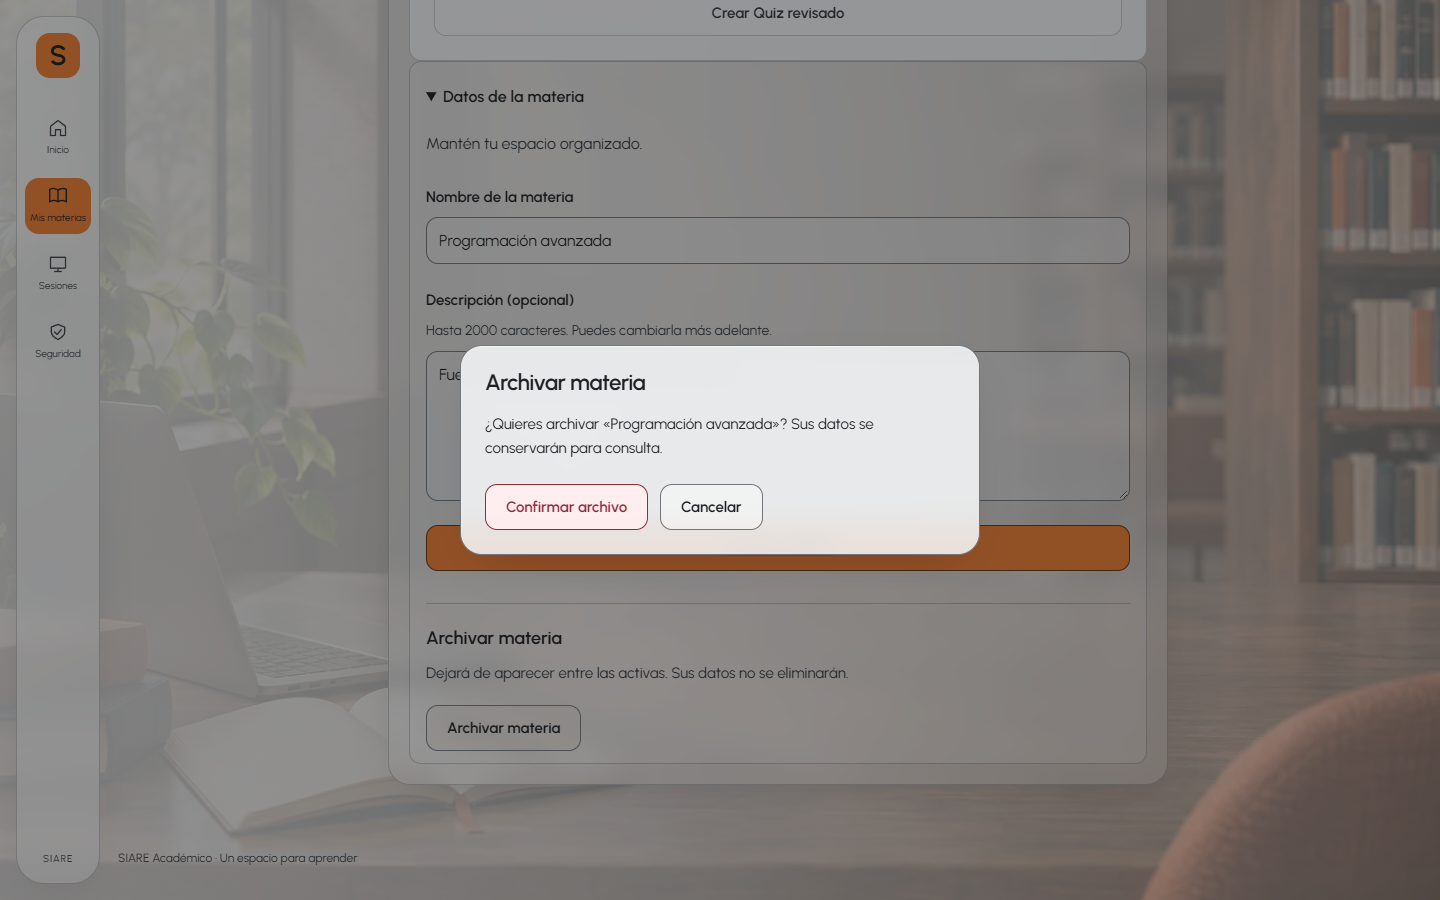 S
Inicio
Mis materias
Sesiones
Seguridad
SIARE
Crear Quiz revisado
▼ Datos de la materia
Mantén tu espacio organizado.
Nombre de la materia
Programación avanzada
Descripción (opcional)
Hasta 2000 caracteres. Puedes cambiarla más adelante.
Archivar materia
¿Quieres archivar «Programación avanzada»? Sus datos se
conservarán para consulta.
Confirmar archivo
Cancelar
Archivar materia
Dejará de aparecer entre las activas. Sus datos no se eliminarán.
Archivar materia
SIARE Académico · Un espacio para aprender